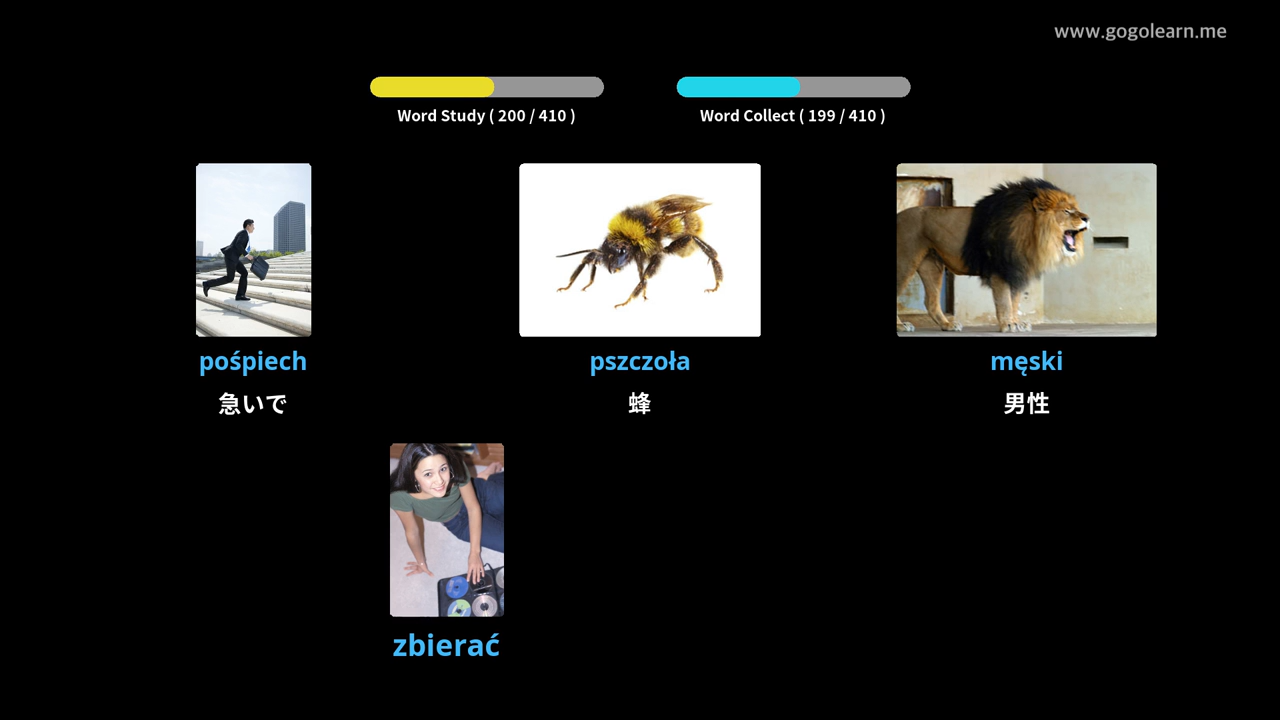 www.gogolearn.me
Word Study ( 200 / 410 )
Word Collect ( 199 / 410 )
pośpiech
pszczoła
męski
急いで
蜂
男性
zbierać